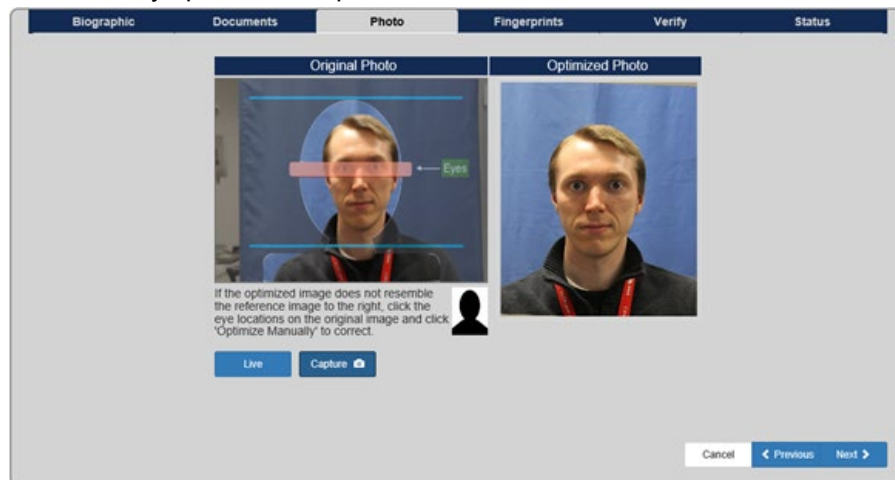 Biographic
Documents
Photo
Fingerprints
Verify
Status
Original Photo
Optimized Photo
Eyes
If the optimized image does not resemble
the reference image to the right, click the
eye locations on the original image and click
'Optimize Manually' to correct.
Live
Capture
Cancel
Previous
Next